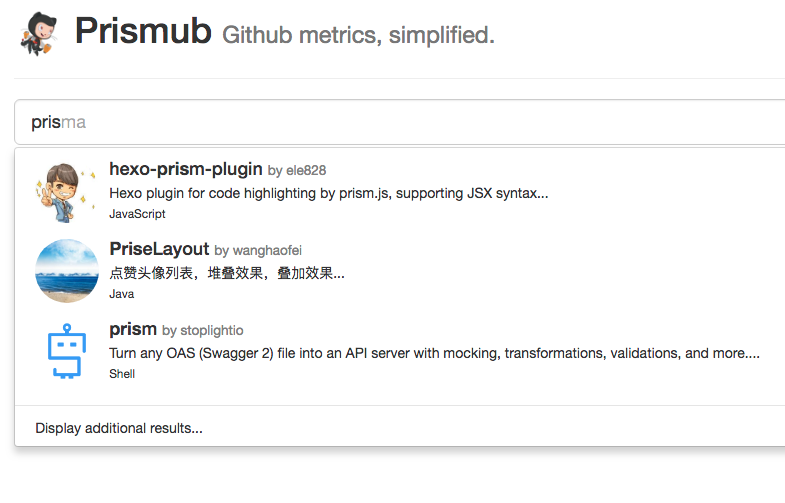 Prismub Github metrics, simplified.
prisma
hexo-prism-plugin by ele828
Hexo plugin for code highlighting by prism.js, supporting JSX syntax...
JavaScript
PriseLayout by wanghaofei
点赞头像列表，堆叠效果，叠加效果...
Java
prism by stoplightio
Turn any OAS (Swagger 2) file into an API server with mocking, transformations, validations, and more....
Shell
Display additional results...